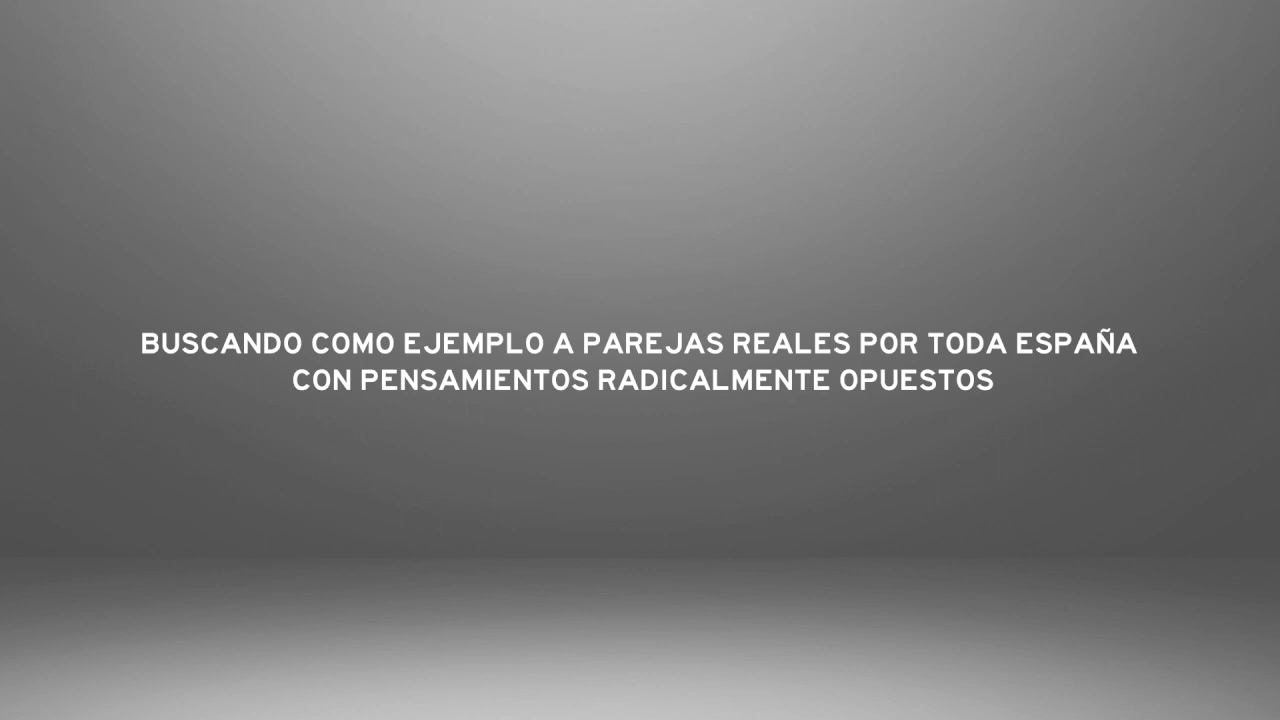 BUSCANDO COMO EJEMPLO A PAREJAS REALES POR TODA ESPAÑA
CON PENSAMIENTOS RADICALMENTE OPUESTOS